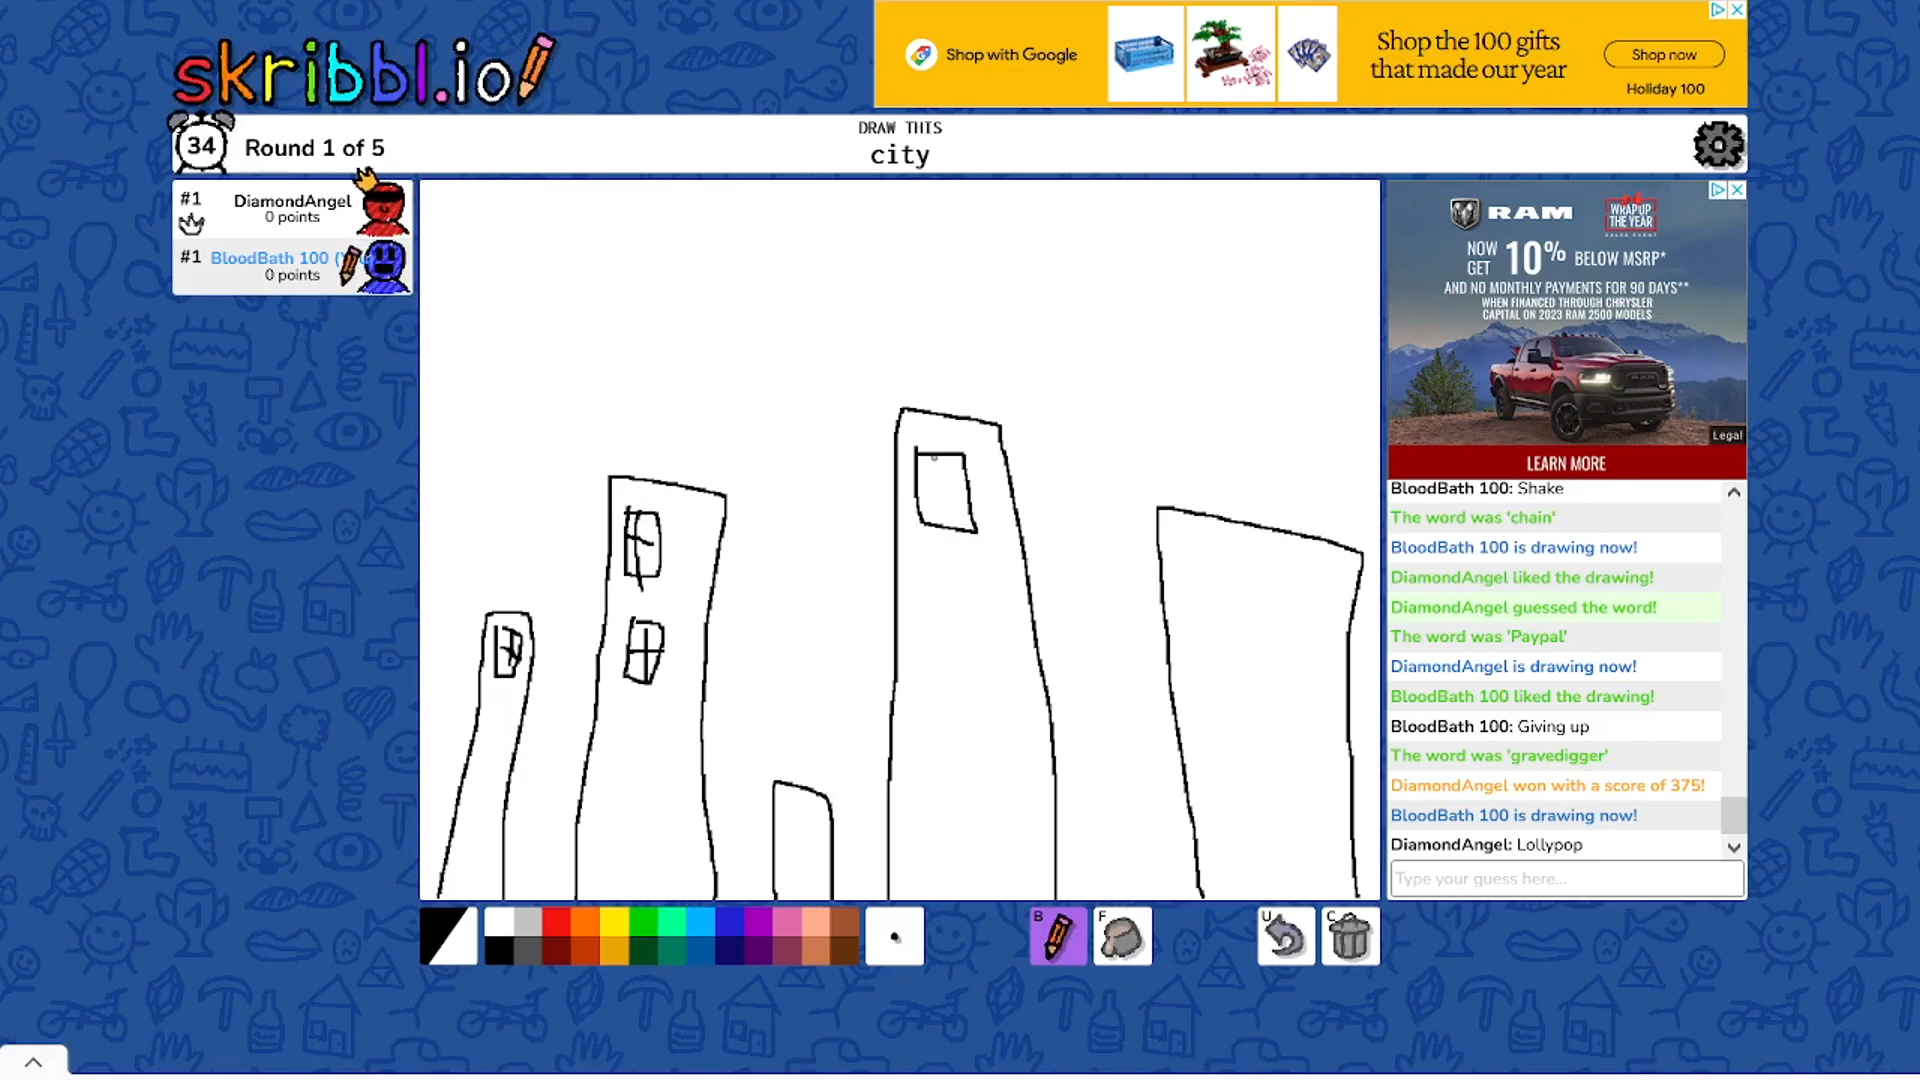 skribbl.io
Shop with Google
Shop the 100 gifts
that made our year
Shop now
Holiday 100
34
Round 1 of 5
DRAW THIS
city
#1
DiamondAngel
0 points
#1
BloodBath 100 (
0 points
RAM
WRAP UP
THE YEAR
SALES EVENT
NOW
GET
10%
BELOW MSRP*
AND NO MONTHLY PAYMENTS FOR 90 DAYS**
WHEN FINANCED THROUGH CHRYSLER
CAPITAL ON 2023 RAM 2500 MODELS
Legal
LEARN MORE
BloodBath 100: Shake
The word was 'chain'
BloodBath 100 is drawing now!
DiamondAngel liked the drawing!
DiamondAngel guessed the word!
The word was 'Paypal'
DiamondAngel is drawing now!
BloodBath 100 liked the drawing!
BloodBath 100: Giving up
The word was 'gravedigger'
DiamondAngel won with a score of 375!
BloodBath 100 is drawing now!
DiamondAngel: Lollypop
Type your guess here...
B
F
U
C